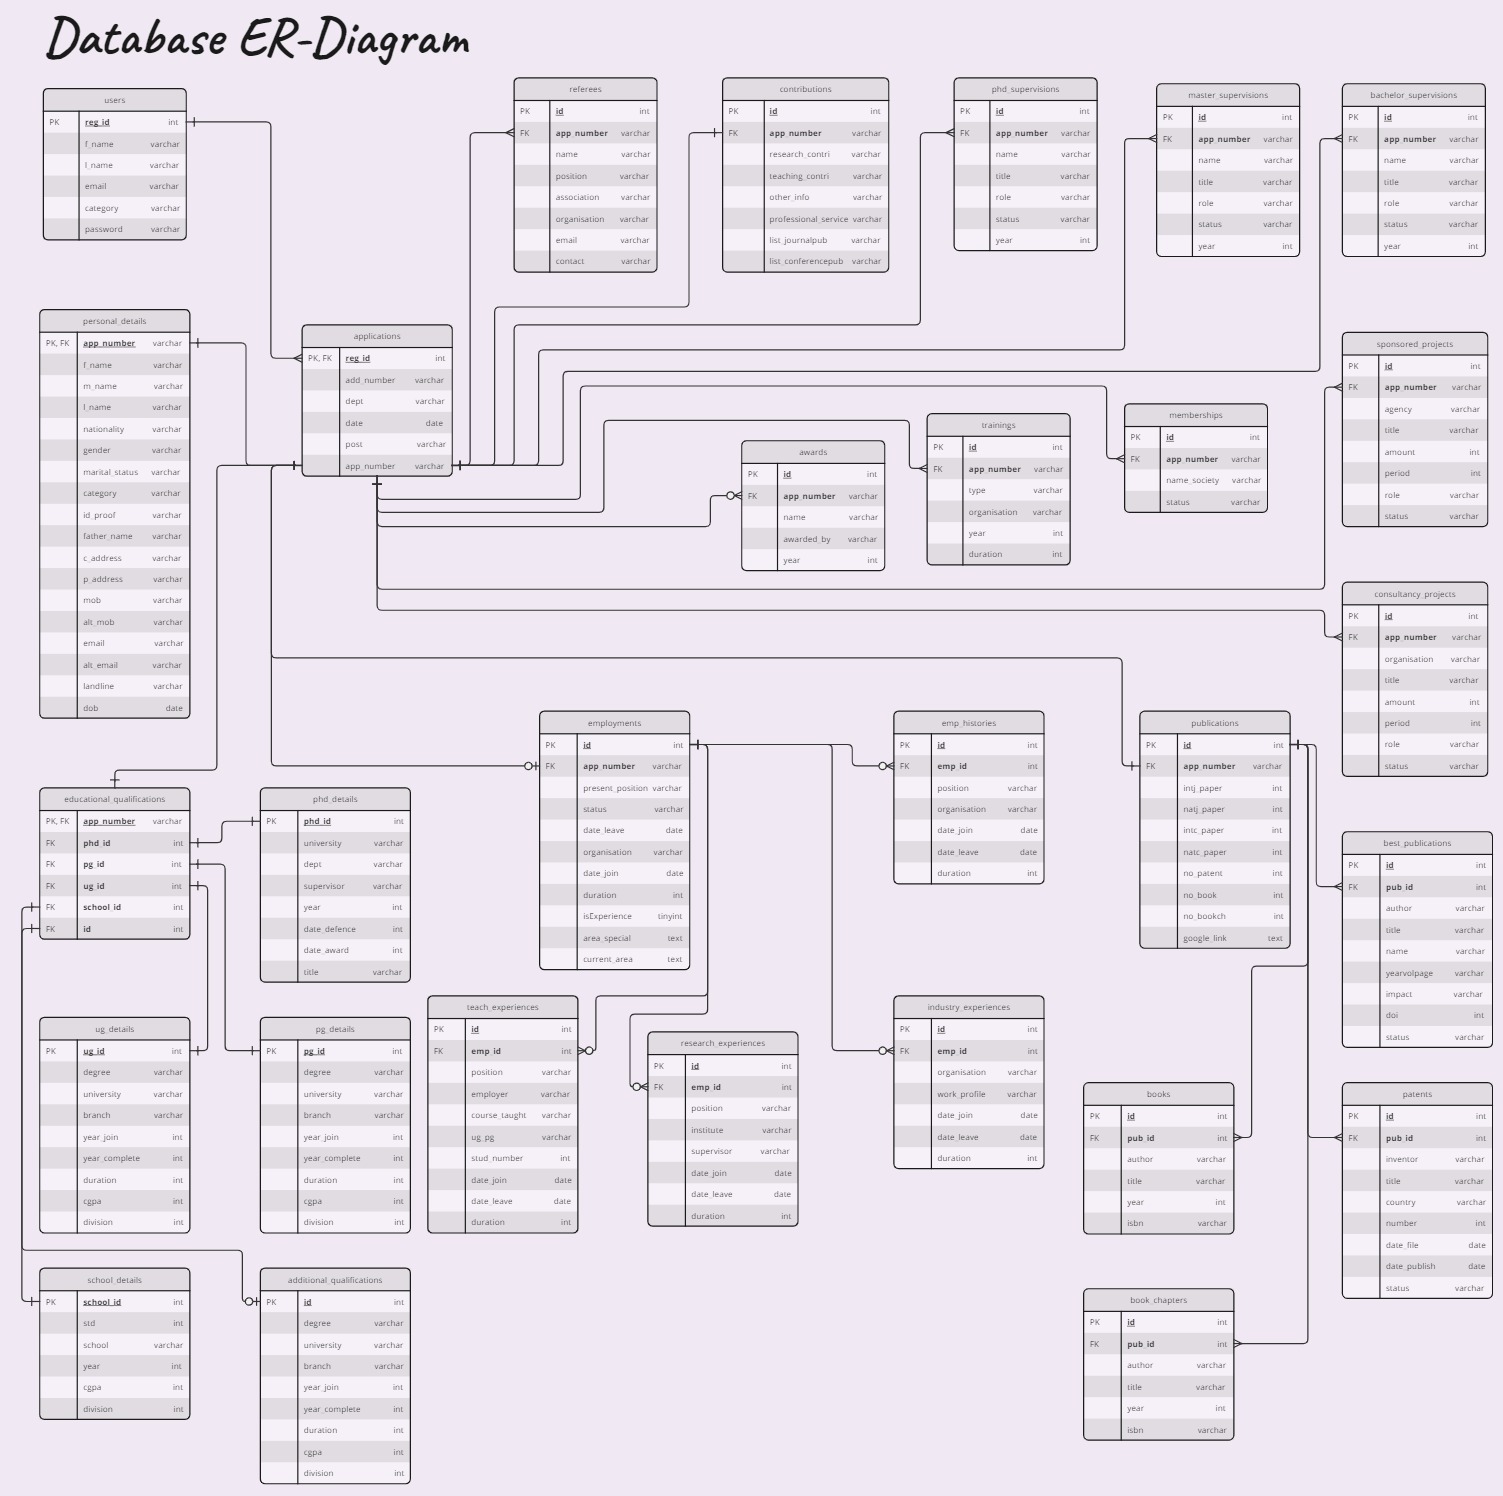 Database ER-Diagram
users
PK reg_id int
f_name varchar
l_name varchar
email varchar
category varchar
password varchar
referees
PK id int
FK app_number varchar
name varchar
position varchar
association varchar
organisation varchar
email varchar
contact varchar
contributions
PK id int
FK app_number varchar
research_contri varchar
teaching_contri varchar
other_info varchar
professional_service varchar
list_journalpub varchar
list_conferencepub varchar
phd_supervisions
PK id int
FK app_number varchar
name varchar
title varchar
role varchar
status varchar
year int
master_supervisions
PK id int
FK app_number varchar
name varchar
title varchar
role varchar
status varchar
year int
bachelor_supervisions
PK id int
FK app_number varchar
name varchar
title varchar
role varchar
status varchar
year int
personal_details
PK, FK app_number varchar
f_name varchar
m_name varchar
l_name varchar
nationality varchar
gender varchar
marital_status varchar
category varchar
id_proof varchar
father_name varchar
c_address varchar
p_address varchar
mob varchar
alt_mob varchar
email varchar
alt_email varchar
landline varchar
dob date
applications
PK, FK reg_id int
add_number varchar
dept varchar
date date
post varchar
app_number varchar
awards
PK id int
FK app_number varchar
name varchar
awarded_by varchar
year int
trainings
PK id int
FK app_number varchar
type varchar
organisation varchar
year int
duration int
memberships
PK id int
FK app_number varchar
name_society varchar
status varchar
sponsored_projects
PK id int
FK app_number varchar
agency varchar
title varchar
amount int
period int
role varchar
status varchar
consultancy_projects
PK id int
FK app_number varchar
organisation varchar
title varchar
amount int
period int
role varchar
status varchar
employments
PK id int
FK app_number varchar
present_position varchar
status varchar
date_leave date
organisation varchar
date_join date
duration int
isExperience tinyint
area_special text
current_area text
emp_histories
PK id int
FK emp_id int
position varchar
organisation varchar
date_join date
date_leave date
duration int
publications
PK id int
FK app_number varchar
intj_paper int
natj_paper int
intc_paper int
natc_paper int
no_patent int
no_book int
no_bookch int
google_link text
educational_qualifications
PK, FK app_number varchar
FK phd_id int
FK pg_id int
FK ug_id int
FK school_id int
FK id int
phd_details
PK phd_id int
university varchar
dept varchar
supervisor varchar
year int
date_defence int
date_award int
title varchar
best_publications
PK id int
FK pub_id int
author varchar
title varchar
name varchar
yearvolpage varchar
impact varchar
doi int
status varchar
ug_details
PK ug_id int
degree varchar
university varchar
branch varchar
year_join int
year_complete int
duration int
cgpa int
division int
pg_details
PK pg_id int
degree varchar
university varchar
branch varchar
year_join int
year_complete int
duration int
cgpa int
division int
teach_experiences
PK id int
FK emp_id int
position varchar
employer varchar
course_taught varchar
ug_pg varchar
stud_number int
date_join date
date_leave date
duration int
research_experiences
PK id int
FK emp_id int
position varchar
institute varchar
supervisor varchar
date_join date
date_leave date
duration int
industry_experiences
PK id int
FK emp_id int
organisation varchar
work_profile varchar
date_join date
date_leave date
duration int
books
PK id int
FK pub_id int
author varchar
title varchar
year int
isbn varchar
patents
PK id int
FK pub_id int
inventor varchar
title varchar
country varchar
number int
date_file date
date_publish date
status varchar
school_details
PK school_id int
std int
school varchar
year int
cgpa int
division int
additional_qualifications
PK id int
degree varchar
university varchar
branch varchar
year_join int
year_complete int
duration int
cgpa int
division int
book_chapters
PK id int
FK pub_id int
author varchar
title varchar
year int
isbn varchar